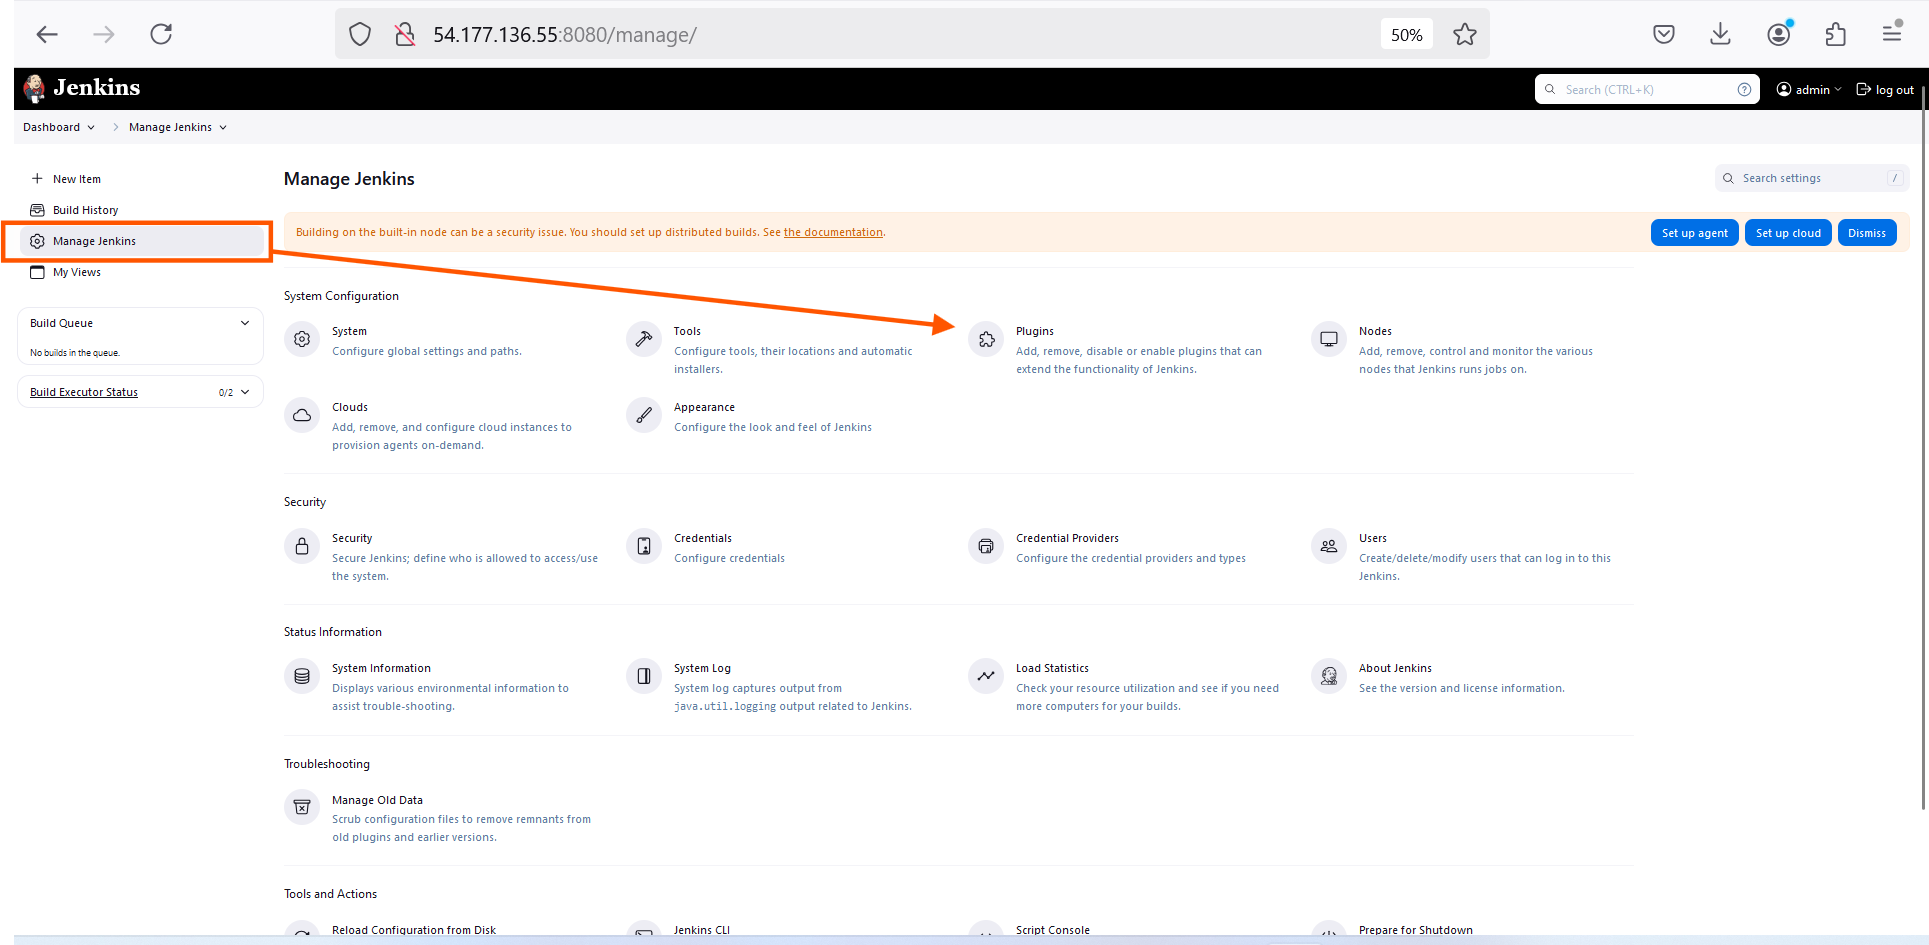 54.177.136.55:8080/manage/
50%
Jenkins
Search (CTRL+K)
admin
log out
Dashboard
Manage Jenkins
New Item
Build History
Manage Jenkins
My Views
Build Queue
No builds in the queue.
Build Executor Status
0/2
Manage Jenkins
Search settings
/
Building on the built-in node can be a security issue. You should set up distributed builds. See the documentation.
Set up agent
Set up cloud
Dismiss
System Configuration
System
Configure global settings and paths.
Tools
Configure tools, their locations and automatic
installers.
Plugins
Add, remove, disable or enable plugins that can
extend the functionality of Jenkins.
Nodes
Add, remove, control and monitor the various
nodes that Jenkins runs jobs on.
Clouds
Add, remove, and configure cloud instances to
provision agents on-demand.
Appearance
Configure the look and feel of Jenkins
Security
Security
Secure Jenkins; define who is allowed to access/use
the system.
Credentials
Configure credentials
Credential Providers
Configure the credential providers and types
Users
Create/delete/modify users that can log in to this
Jenkins.
Status Information
System Information
Displays various environmental information to
assist trouble-shooting.
System Log
System log captures output from
java.util.logging output related to Jenkins.
Load Statistics
Check your resource utilization and see if you need
more computers for your builds.
About Jenkins
See the version and license information.
Troubleshooting
Manage Old Data
Scrub configuration files to remove remnants from
old plugins and earlier versions.
Tools and Actions
Reload Configuration from Disk
Jenkins CLI
Script Console
Prepare for Shutdown